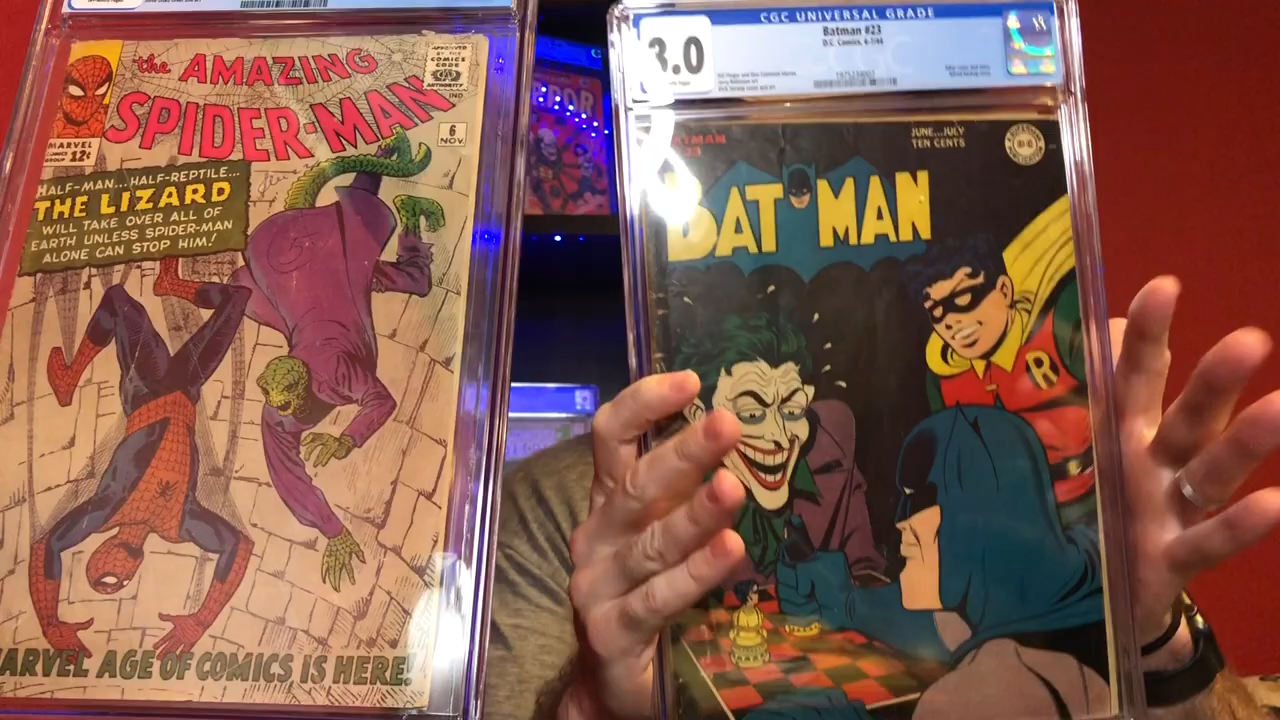 the AMAZING
SPIDER-MAN
APPROVED
BY THE
COMICS
CODE
AUTHORITY
IND
MARVEL
COMICS
GROUP 12¢
6
NOV.
HALF-MAN...HALF-REPTILE...
THE LIZARD
WILL TAKE OVER ALL OF
EARTH UNLESS SPIDER-MAN
ALONE CAN STOP HIM!
ARVEL AGE OF COMICS IS HERE!
CGC UNIVERSAL GRADE
3.0
Batman #23
D.C. Comics, 6-7/44
BATMAN
23
JUNE...JULY
TEN CENTS
BATMAN
R